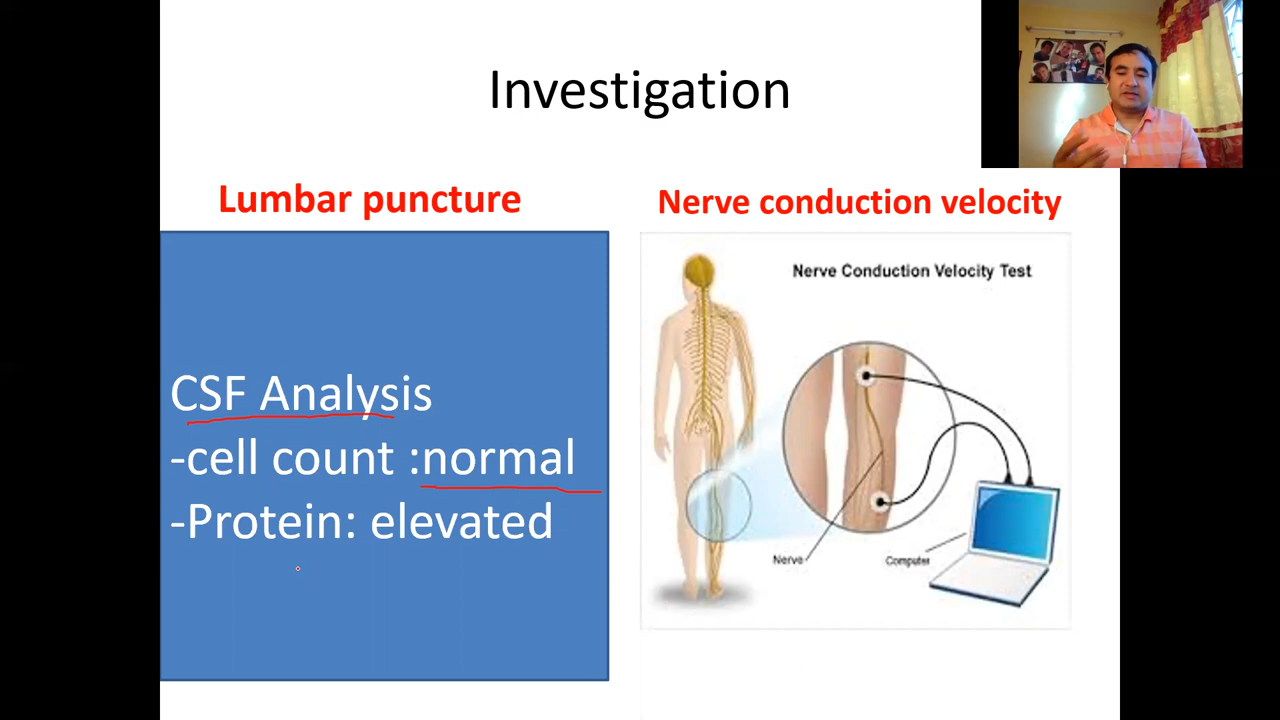 Investigation
Lumbar puncture
CSF Analysis
-cell count :normal
-Protein: elevated
Nerve conduction velocity
Nerve Conduction Velocity Test
Nerve
Computer